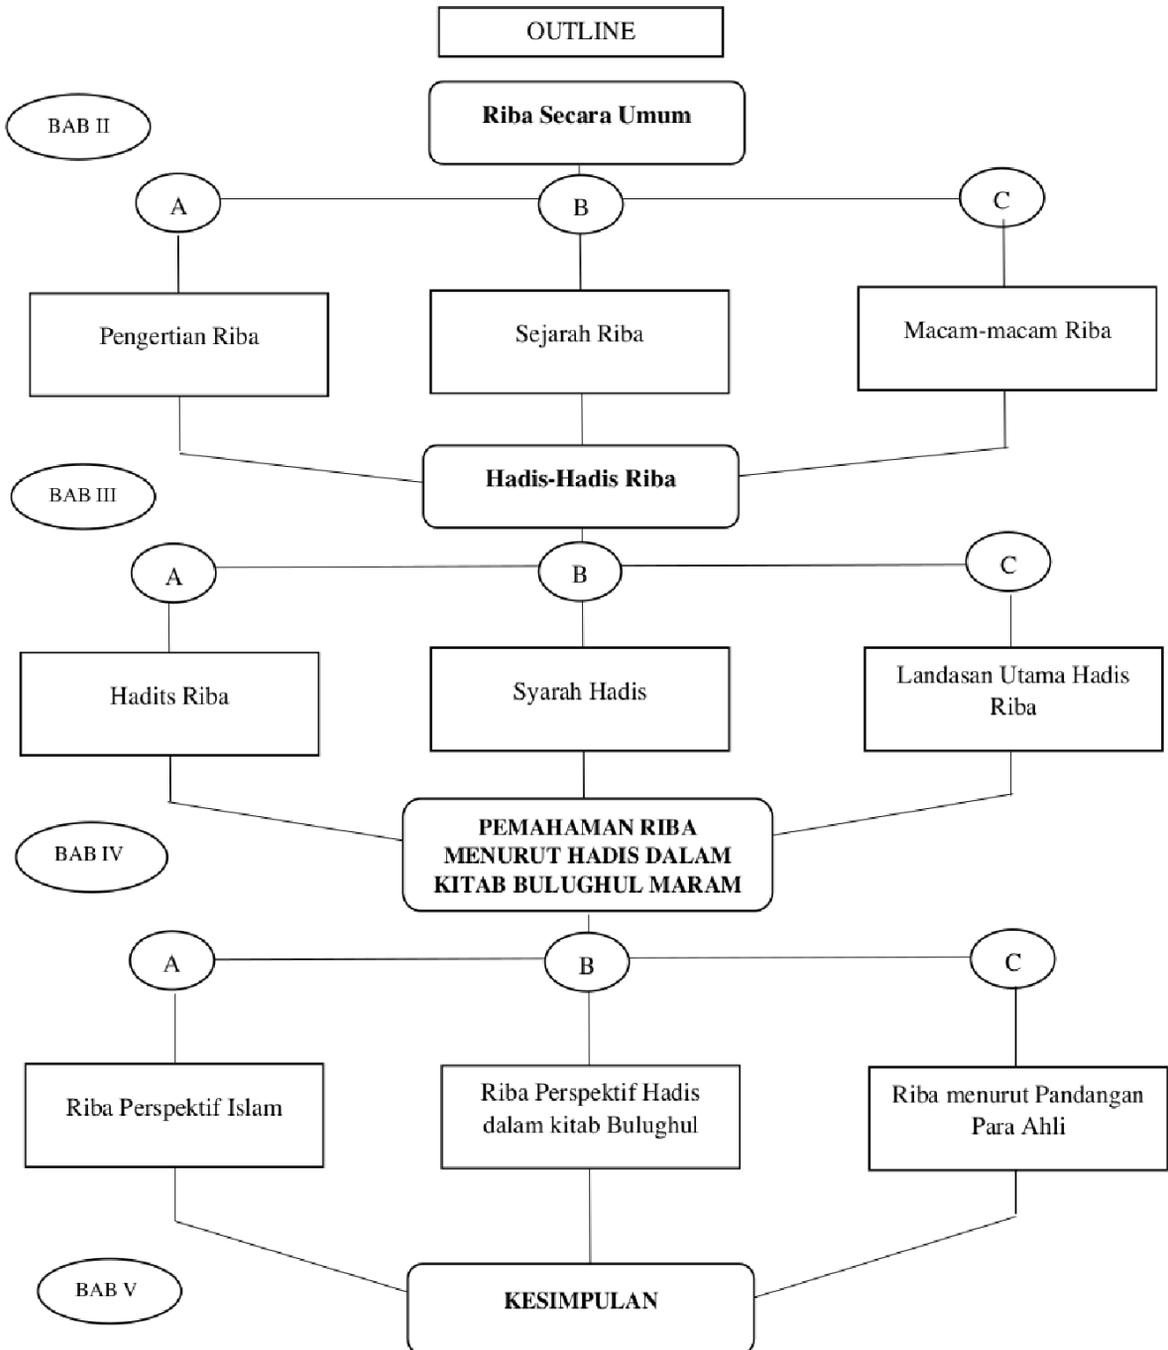 OUTLINE
Riba Secara Umum
BAB II
A
B
C
Pengertian Riba
Sejarah Riba
Macam-macam Riba
Hadis-Hadis Riba
BAB III
A
B
C
Hadits Riba
Syarah Hadis
Landasan Utama Hadis
Riba
PEMAHAMAN RIBA
MENURUT HADIS DALAM
KITAB BULUGHUL MARAM
BAB IV
A
B
C
Riba Perspektif Islam
Riba Perspektif Hadis
dalam kitab Bulughul
Riba menurut Pandangan
Para Ahli
BAB V
KESIMPULAN